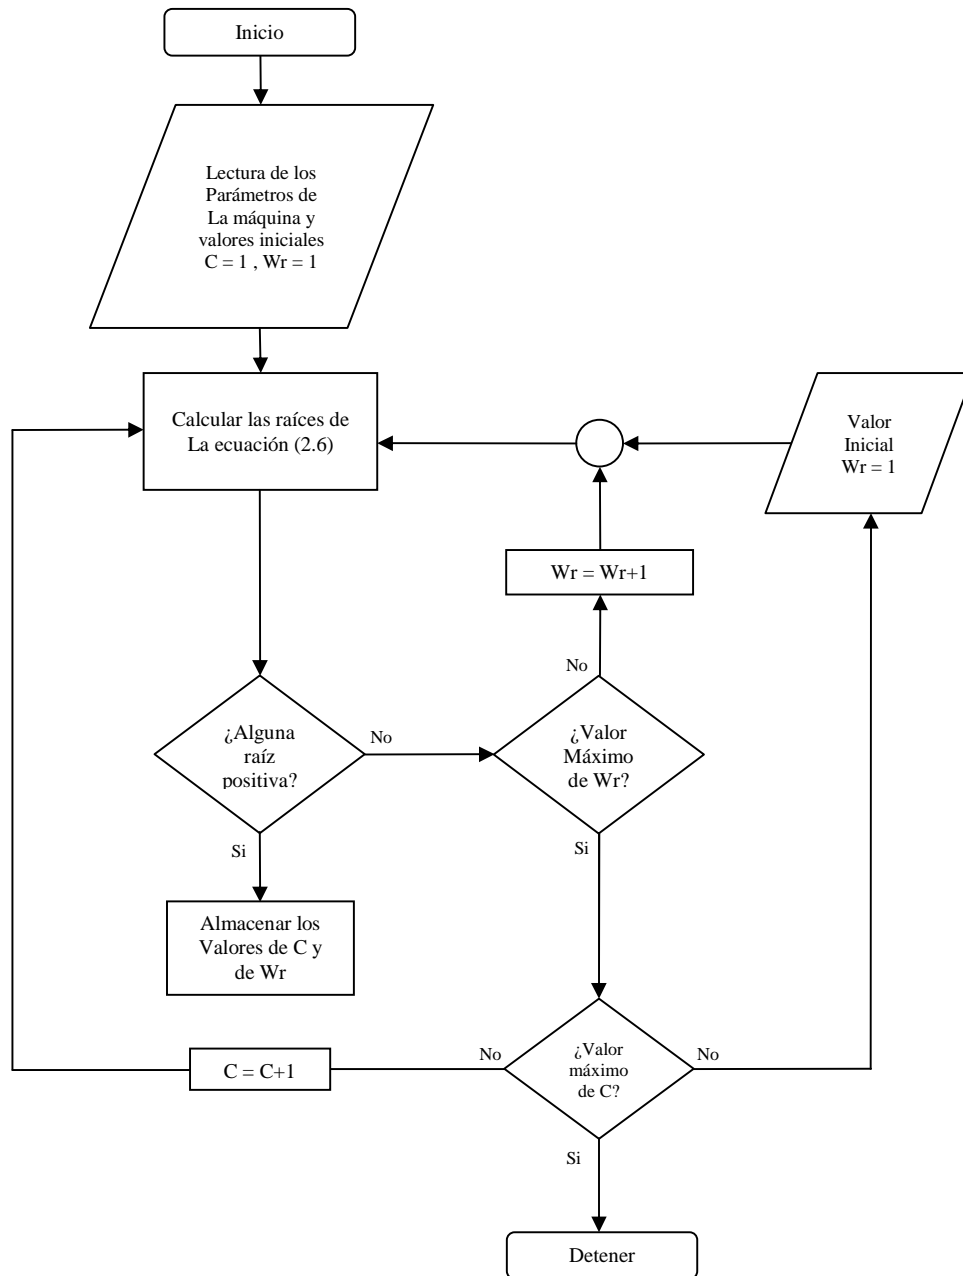 Inicio
Lectura de los
Parámetros de
La máquina y
valores iniciales
C = 1 , Wr = 1
Calcular las raíces de
La ecuación (2.6)
Valor
Inicial
Wr = 1
Wr = Wr+1
No
¿Alguna
raíz
positiva?
No
¿Valor
Máximo
de Wr?
Si
Si
Almacenar los
Valores de C y
de Wr
C = C+1
No
¿Valor
máximo
de C?
No
Si
Detener